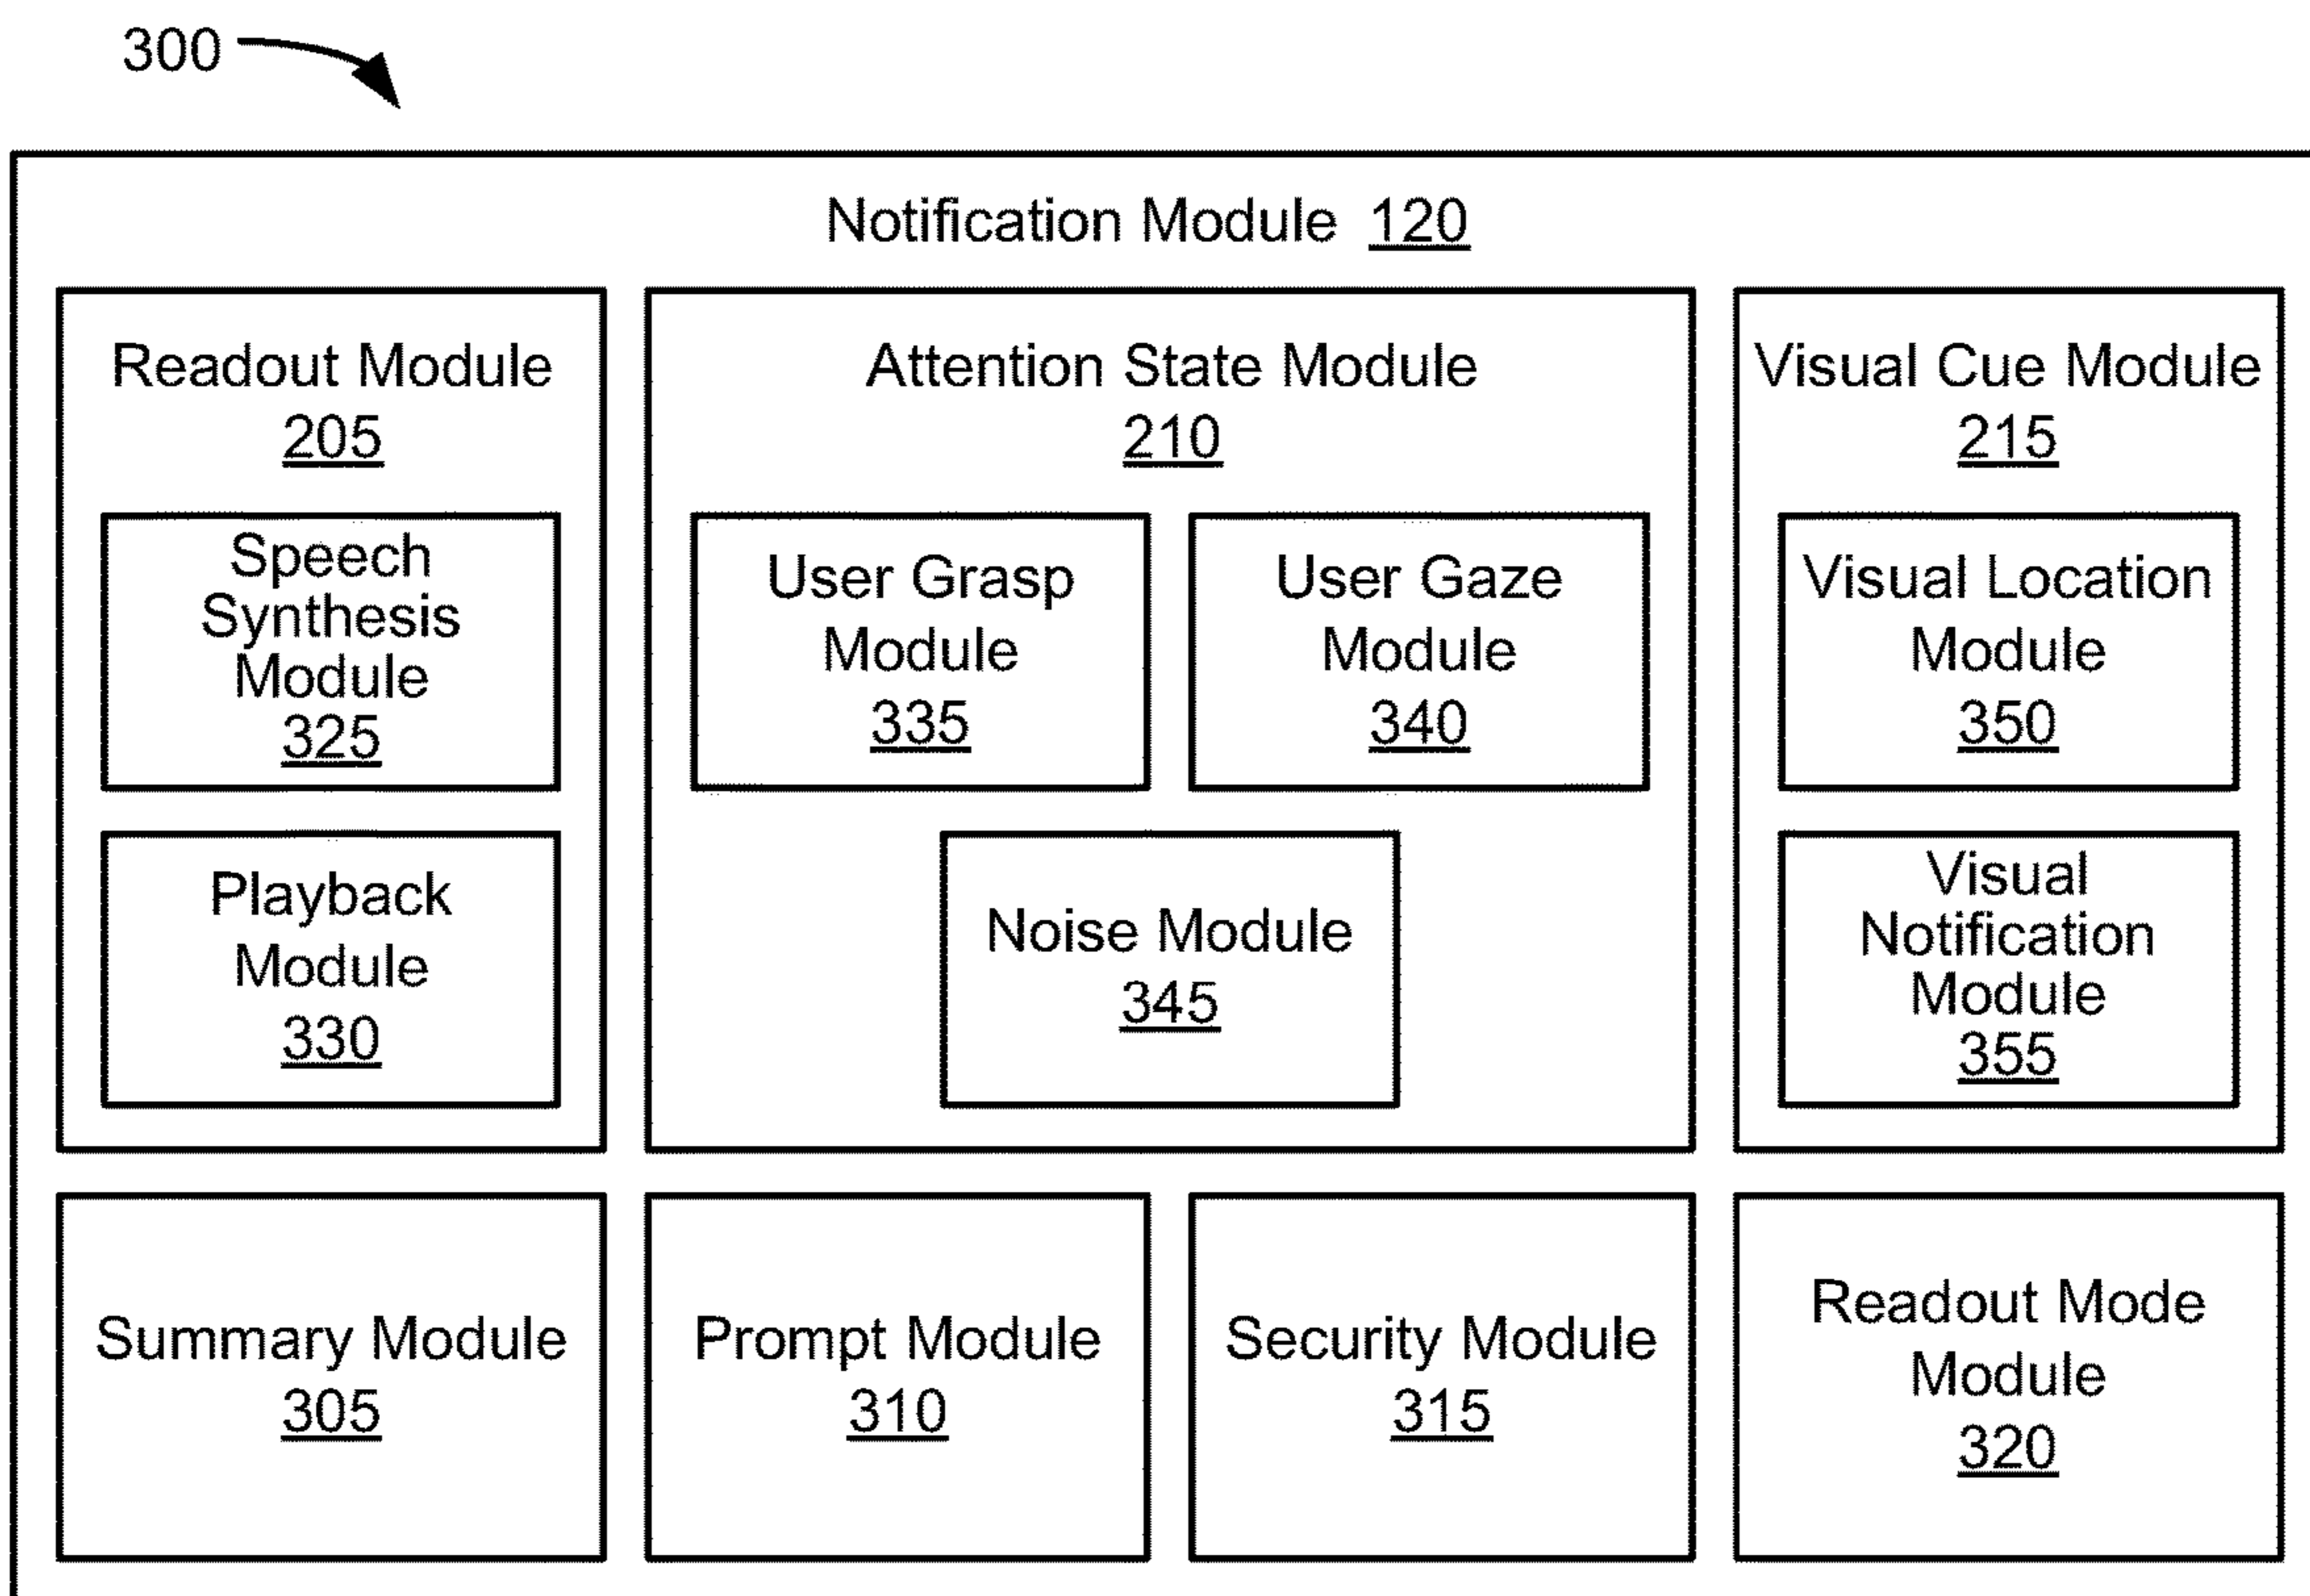 300
Notification Module 120
Readout Module
205
Speech
Synthesis
Module
325
Playback
Module
330
Attention State Module
210
User Grasp
Module
335
User Gaze
Module
340
Noise Module
345
Visual Cue Module
215
Visual Location
Module
350
Visual
Notification
Module
355
Summary Module
305
Prompt Module
310
Security Module
315
Readout Mode
Module
320